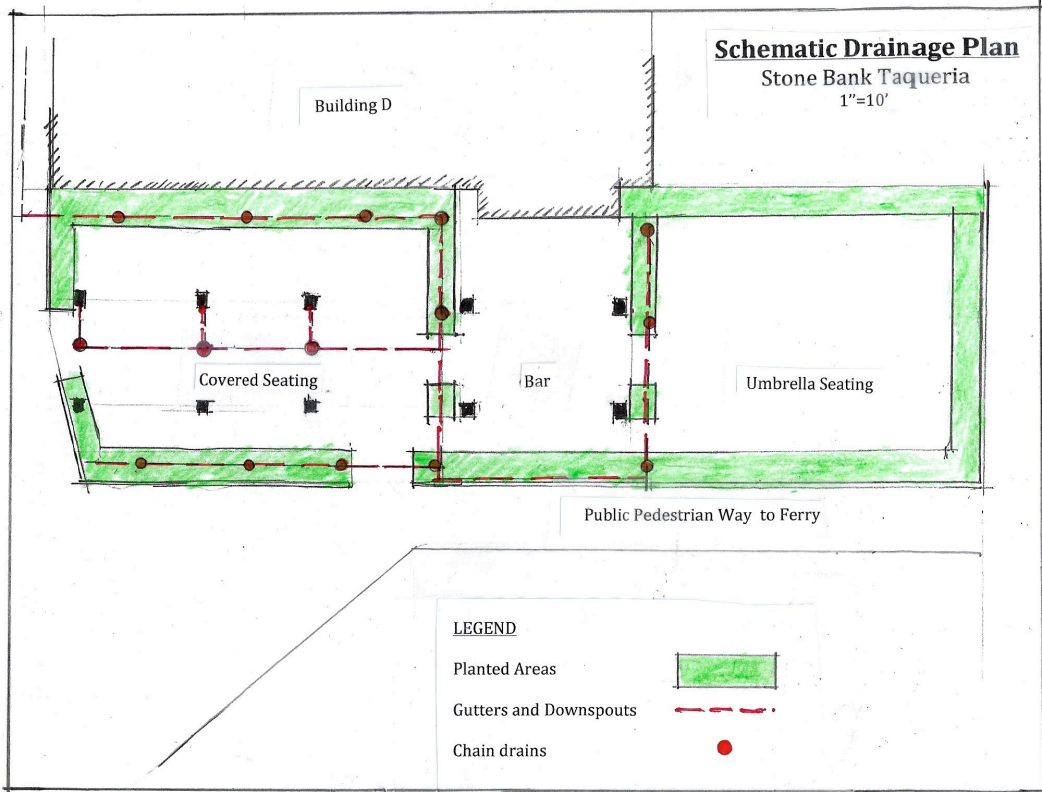 Schematic Drainage Plan
Stone Bank Taqueria
1”=10’
Building D
Covered Seating
Bar
Umbrella Seating
Public Pedestrian Way to Ferry
LEGEND
Planted Areas
Gutters and Downspouts
Chain drains